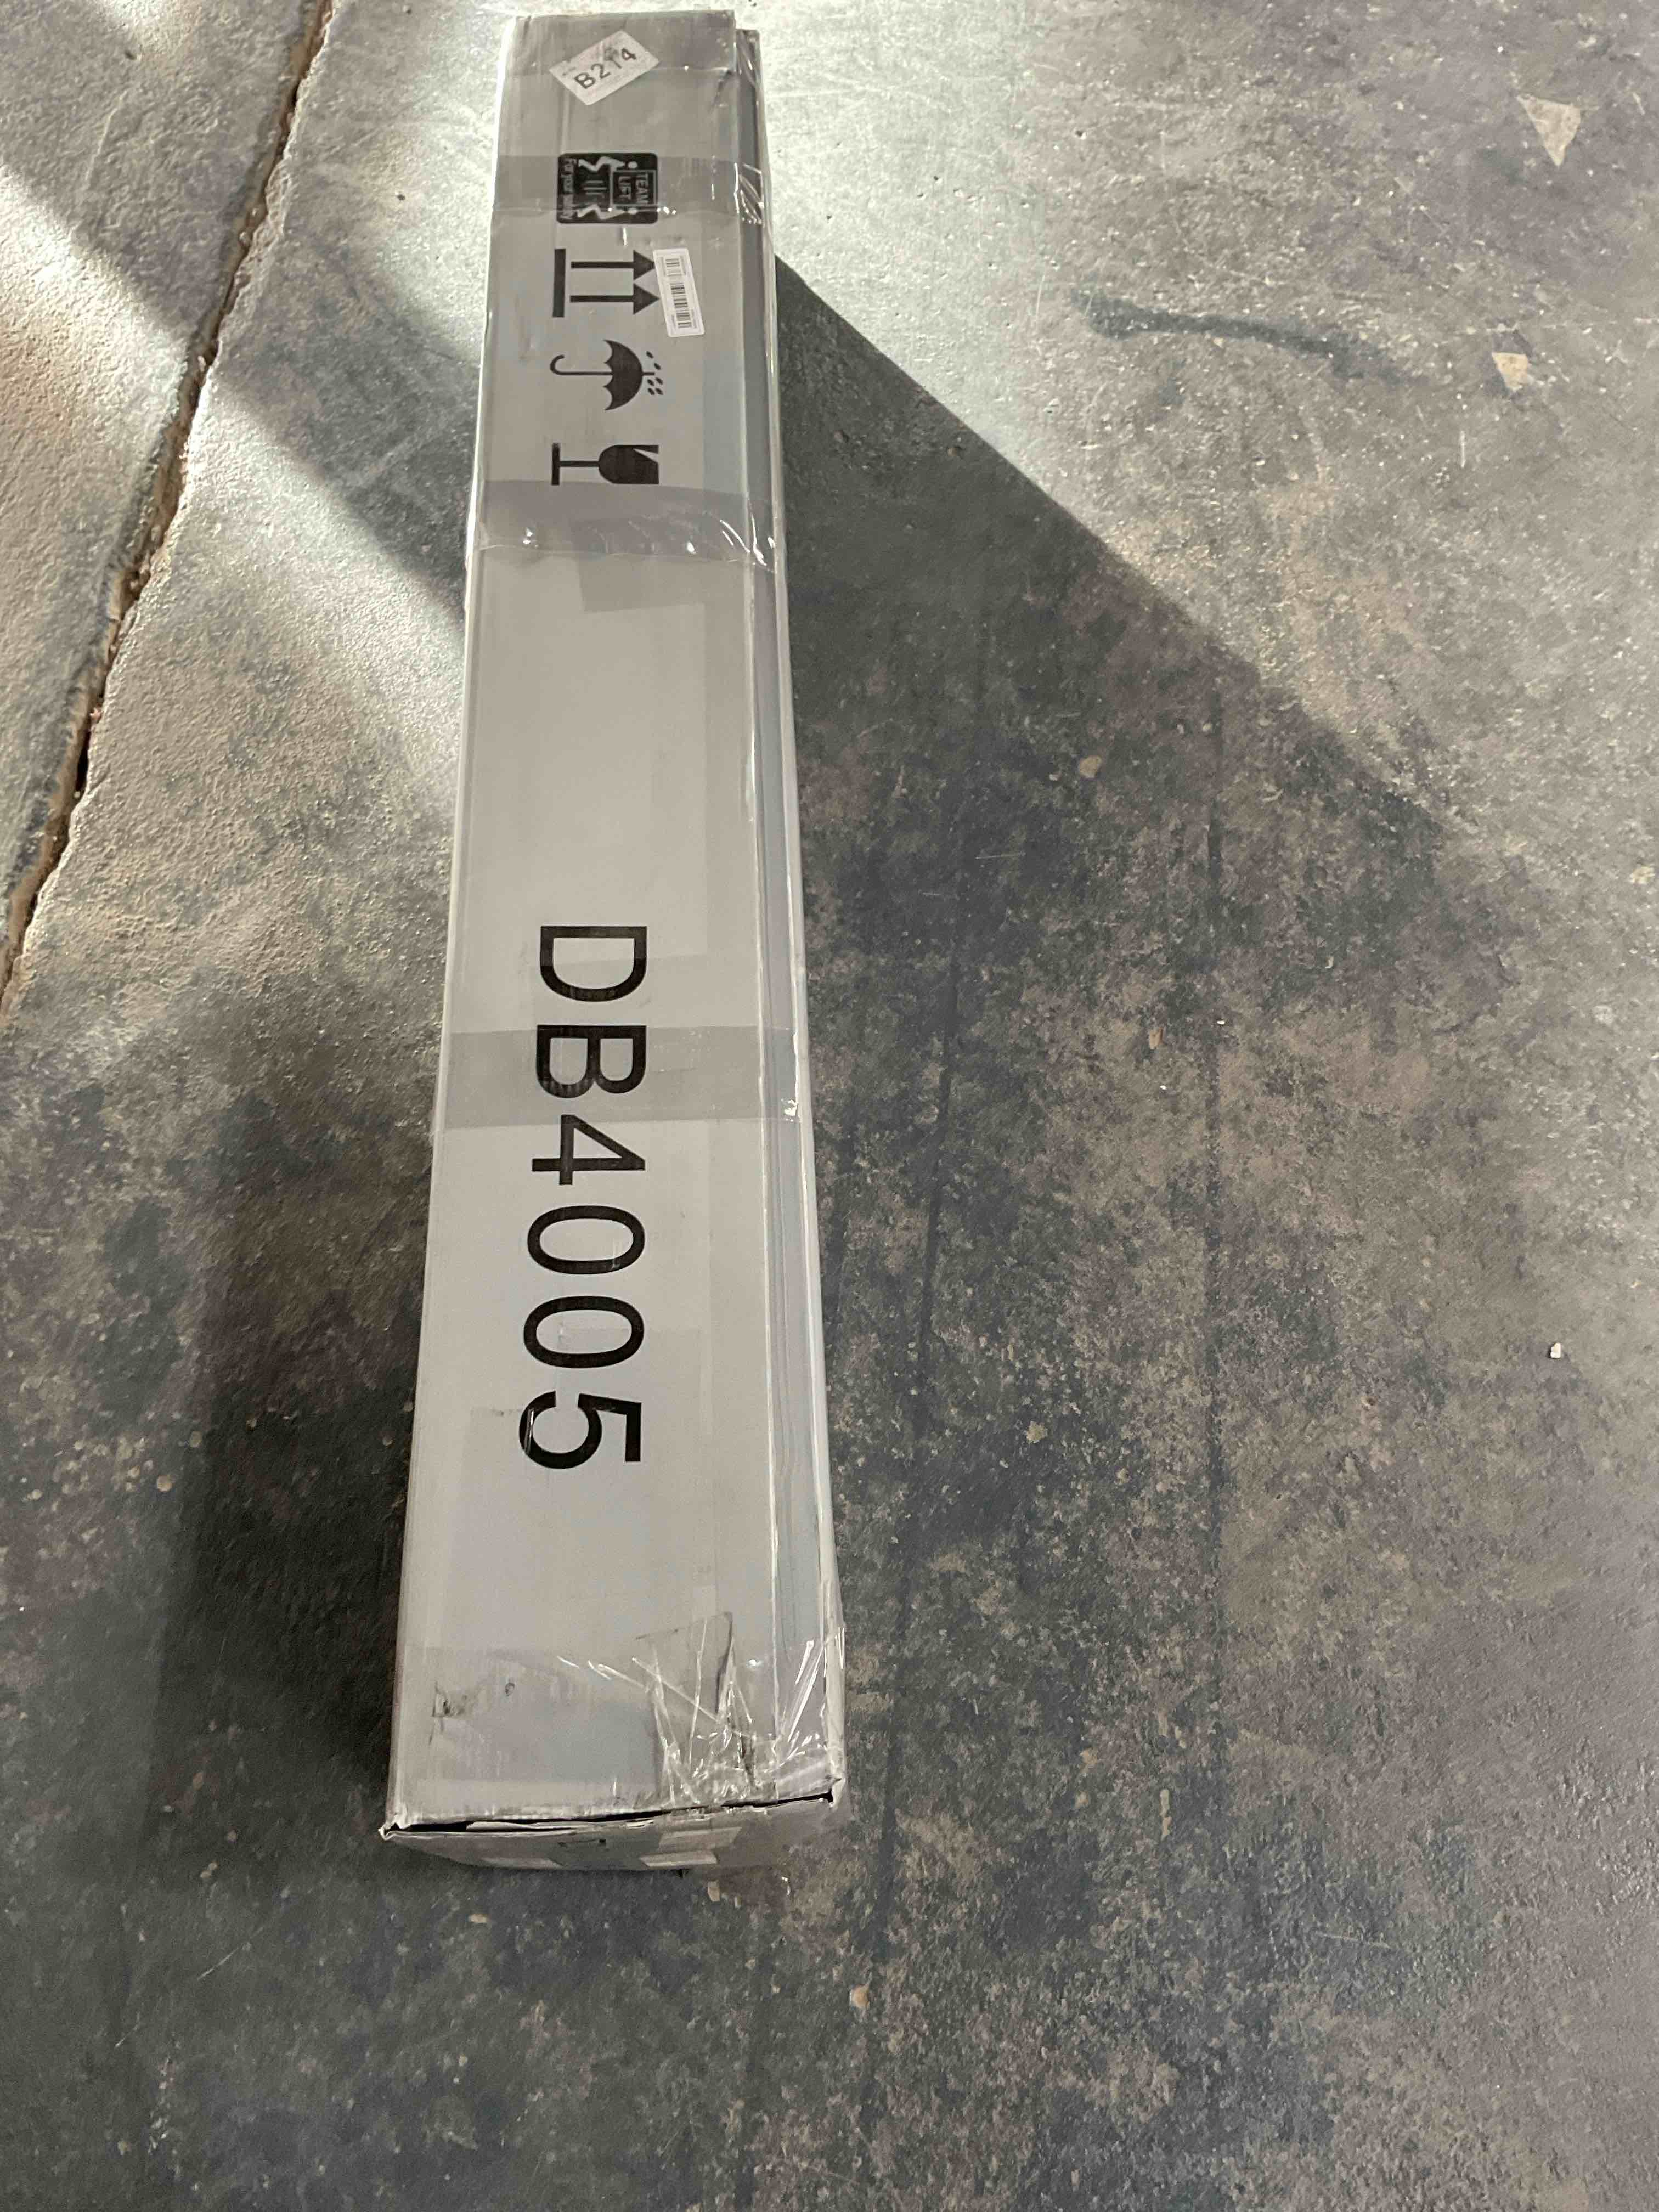 B214
TEAM
LIFT
For your safety
DB4005